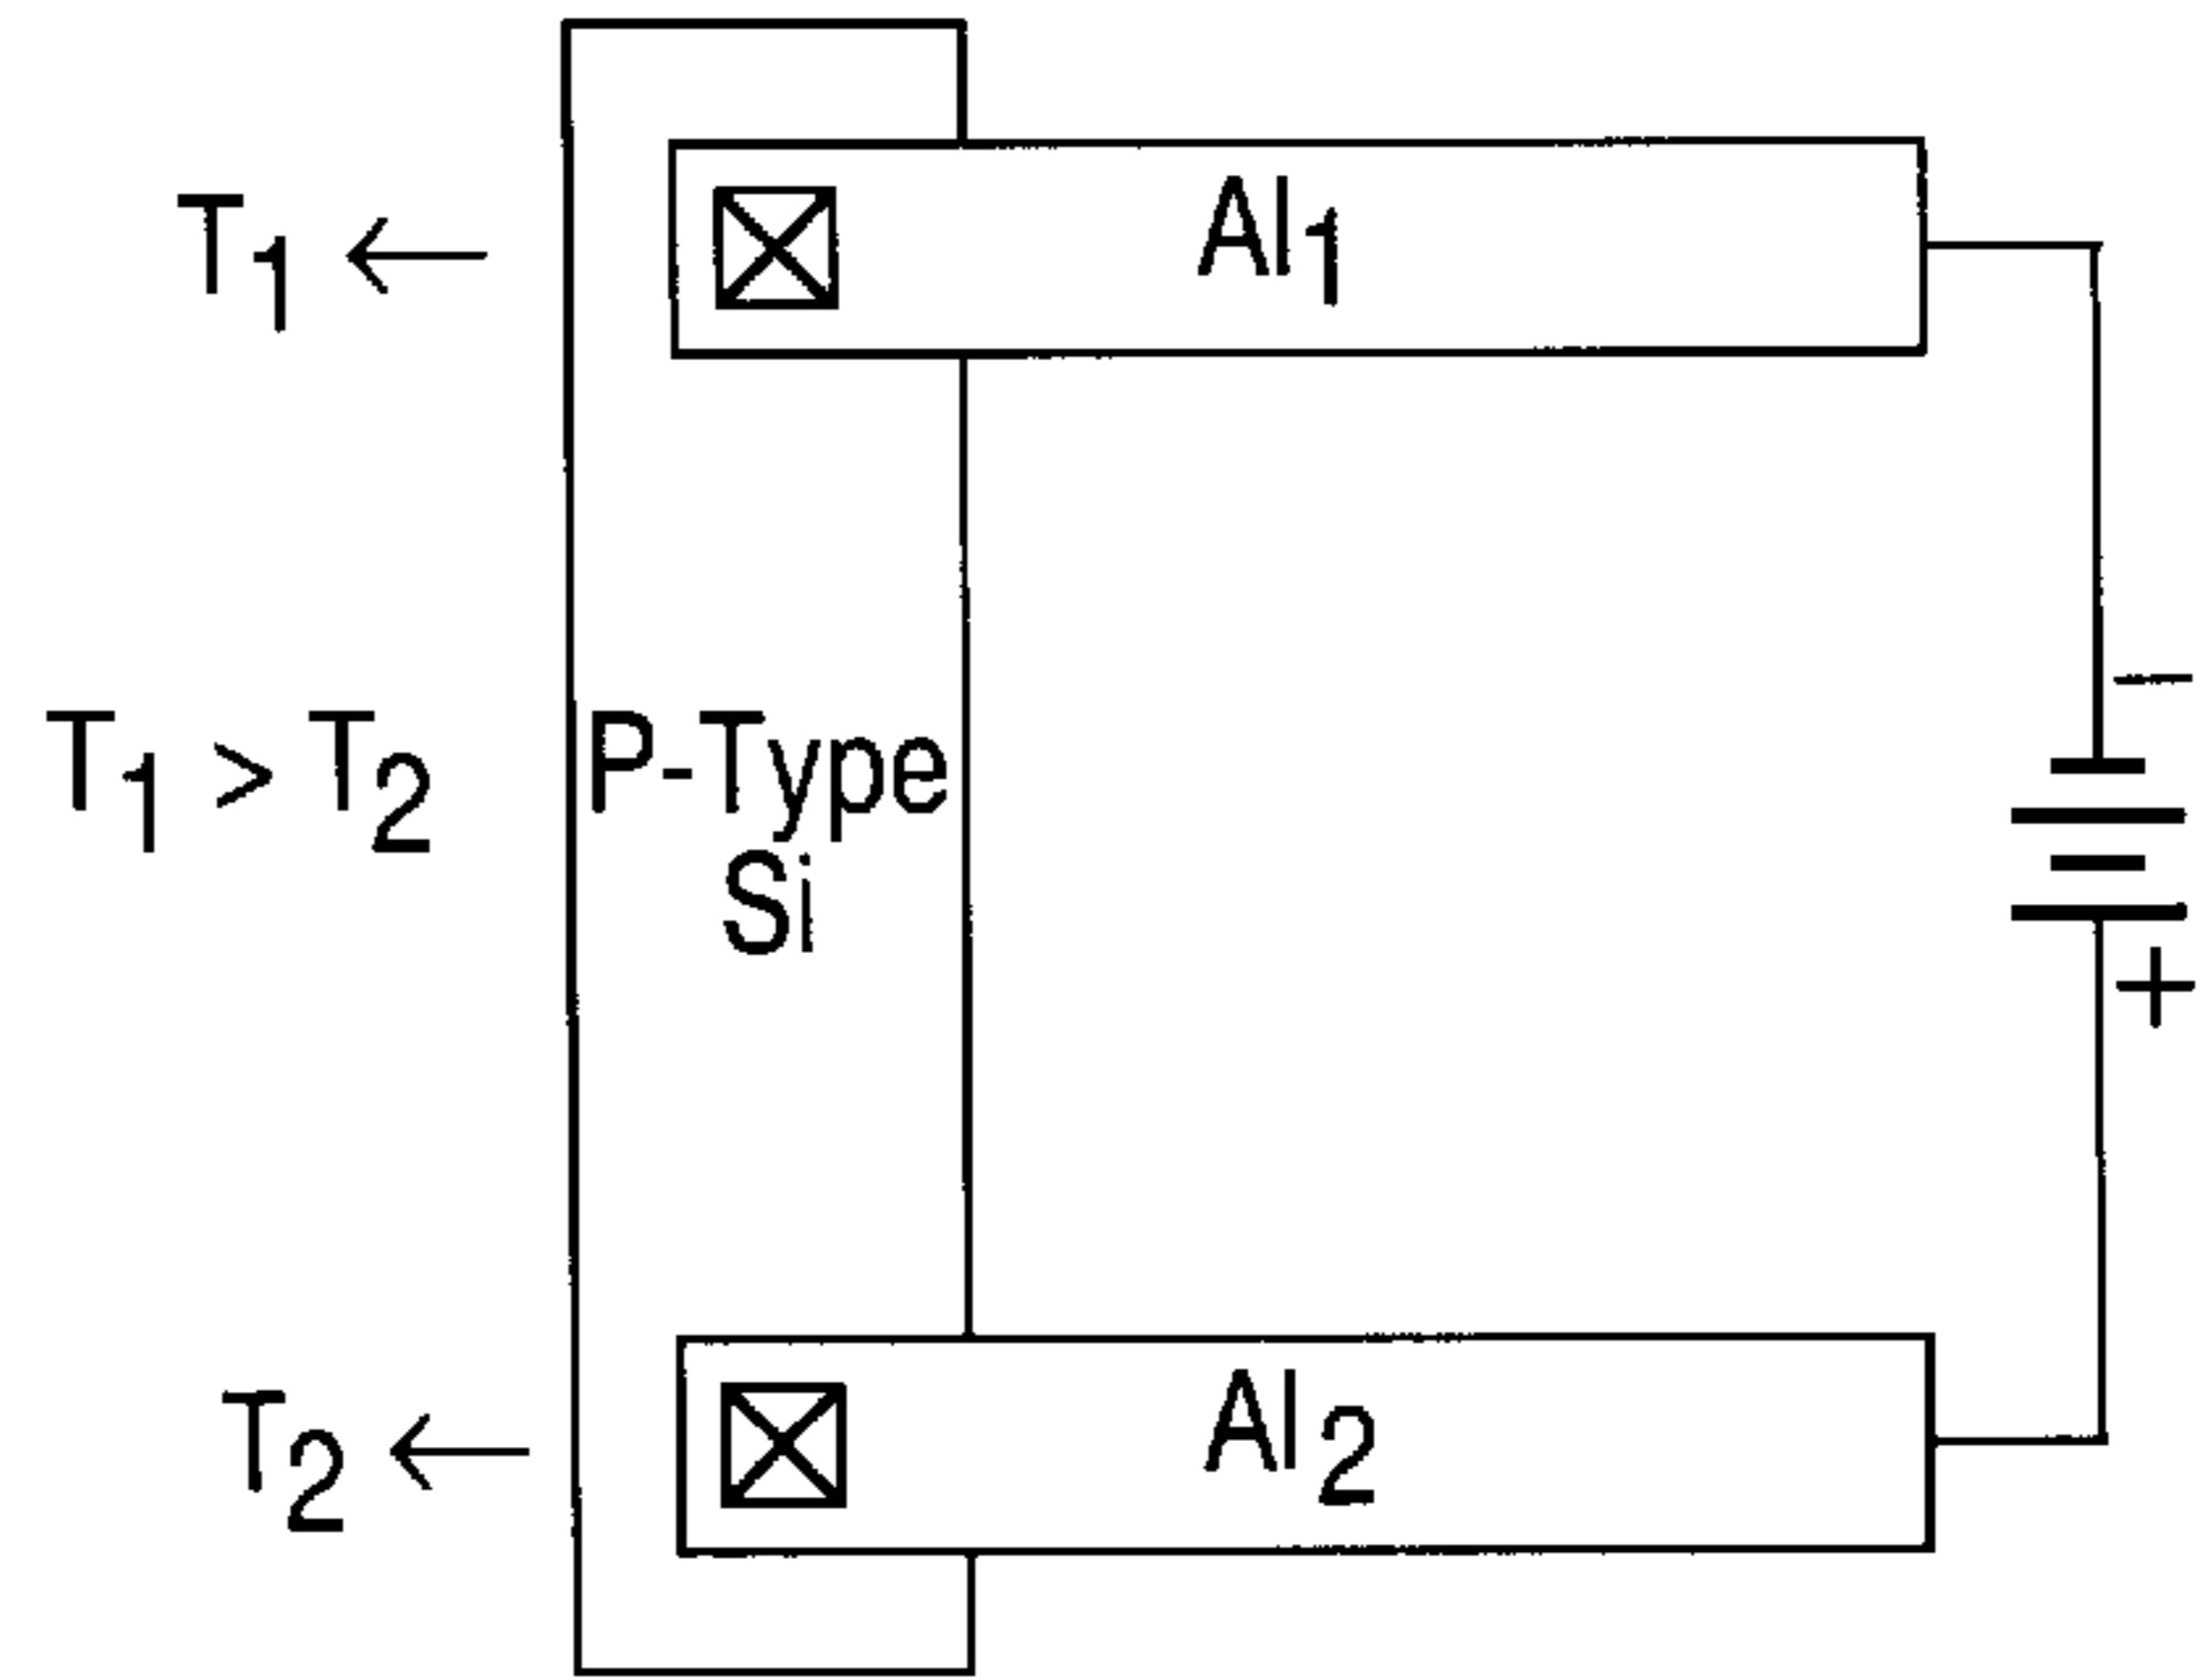 Al₁
T₁ ←
−
T₁ > T₂
P-Type
Si
+
Al₂
T₂ ←